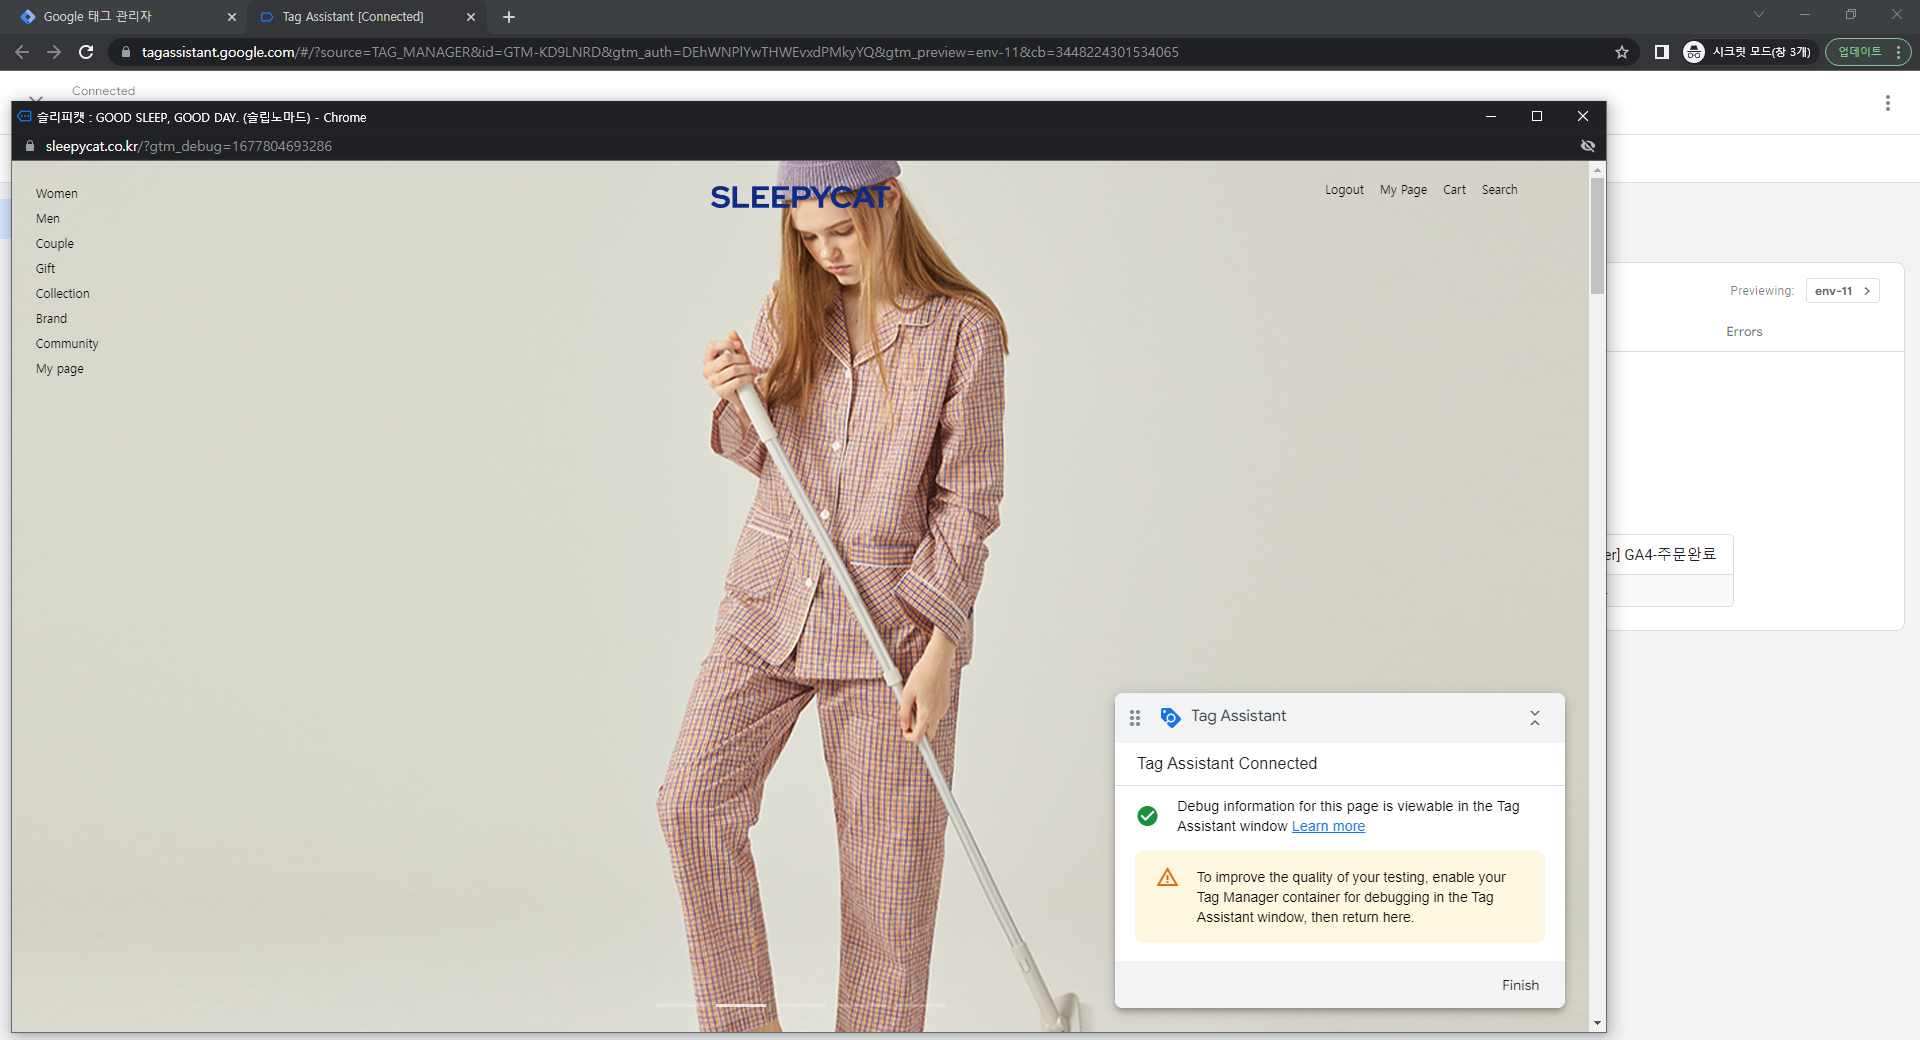 Google 태그 관리자
Tag Assistant [Connected]
tagassistant.google.com/#/?source=TAG_MANAGER&id=GTM-KD9LNRD&gtm_auth=DEhWNPlYwTHWEvxdPMkyYQ&gtm_preview=env-11&cb=3448224301534065
시크릿 모드(창 3개)
업데이트
Connected
슬리피캣 : GOOD SLEEP, GOOD DAY. (슬립노마드) - Chrome
sleepycat.co.kr/?gtm_debug=1677804693286
Women
Men
Couple
Gift
Collection
Brand
Community
My page
SLEEPYCAT
Logout My Page Cart Search
Previewing: env-11
Errors
er] GA4-주문완료
Tag Assistant
Tag Assistant Connected
Debug information for this page is viewable in the Tag
Assistant window Learn more
To improve the quality of your testing, enable your
Tag Manager container for debugging in the Tag
Assistant window, then return here.
Finish